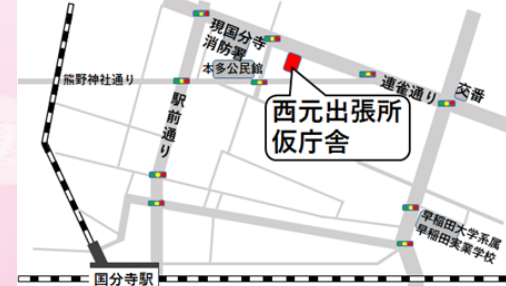 現国分寺
消防署
本多公民館
熊野神社通り
連雀通り
交番
駅前通り
西元出張所
仮庁舎
早稲田大学系属
早稲田実業学校
国分寺駅